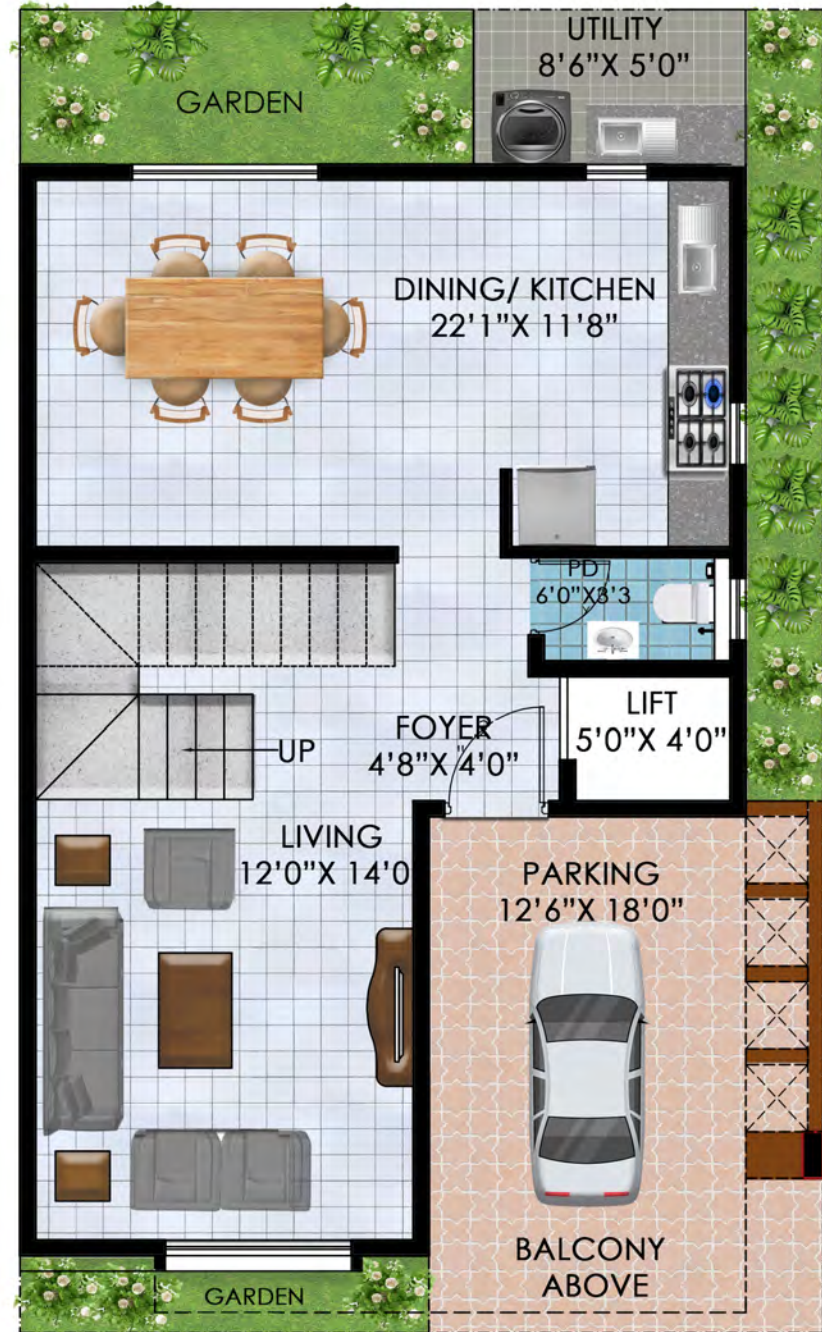 UTILITY
8'6”X 5'0”
GARDEN
DINING/ KITCHEN
22'1”X 11'8”
PD
6'0”X3'3
LIFT
5'0”X 4'0”
FOYER
4'8”X 4'0”
UP
LIVING
12'0”X 14'0
PARKING
12'6”X 18'0”
BALCONY
ABOVE
GARDEN